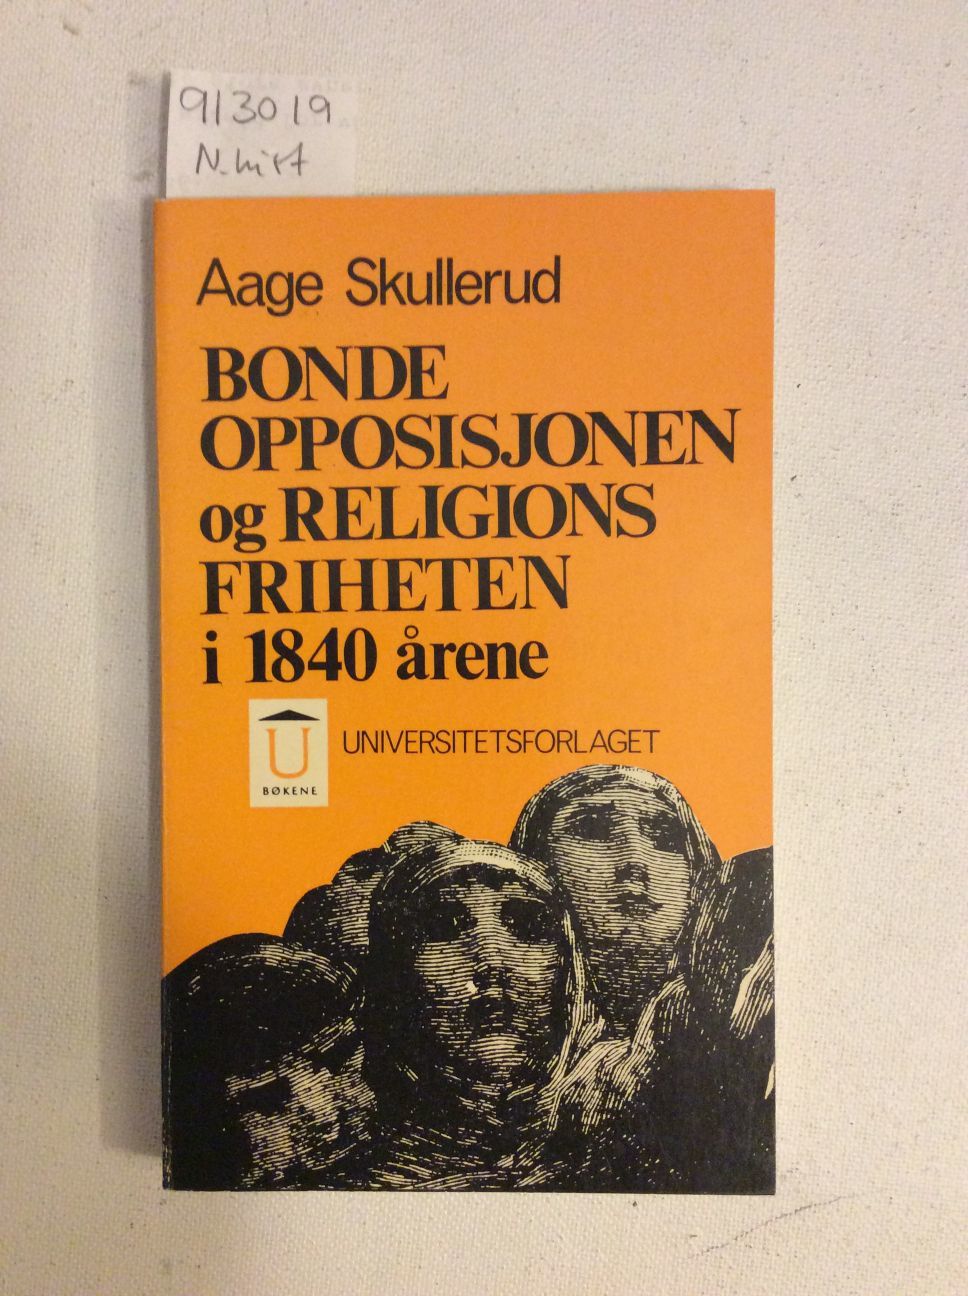 913019
N.hist
Aage Skullerud
BONDE
OPPOSISJONEN
og RELIGIONS
FRIHETEN
i 1840 årene
U
BØKENE
UNIVERSITETSFORLAGET